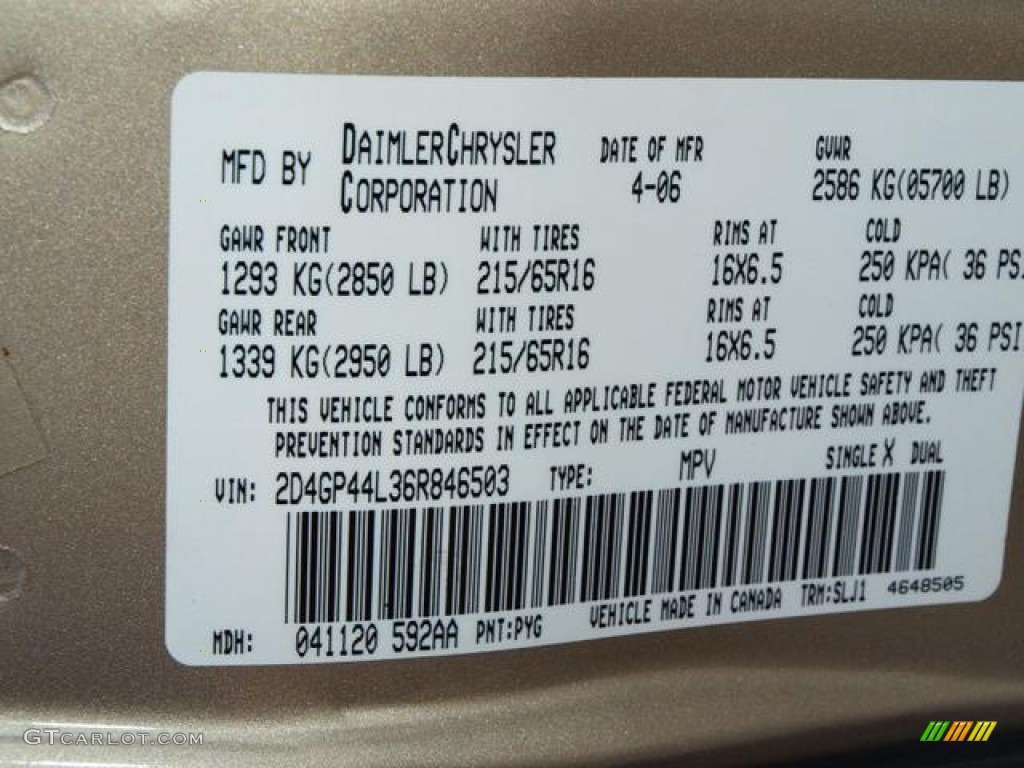 MFD BY DAIMLERCHRYSLER CORPORATION DATE OF MFR 4-06 GVWR 2586 KG(05700 LB)
GAWR FRONT WITH TIRES RIMS AT COLD
1293 KG(2850 LB) 215/65R16 16X6.5 250 KPA( 36 PSI
GAWR REAR WITH TIRES RIMS AT COLD
1339 KG(2950 LB) 215/65R16 16X6.5 250 KPA( 36 PSI
THIS VEHICLE CONFORMS TO ALL APPLICABLE FEDERAL MOTOR VEHICLE SAFETY AND THEFT
PREVENTION STANDARDS IN EFFECT ON THE DATE OF MANUFACTURE SHOWN ABOVE.
VIN: 2D4GP44L36R846503 TYPE: MPV SINGLE X DUAL
MDH: 041120 592AA PNT:PYG VEHICLE MADE IN CANADA TRM:SLJ1 4648505
GTCARLOT.COM